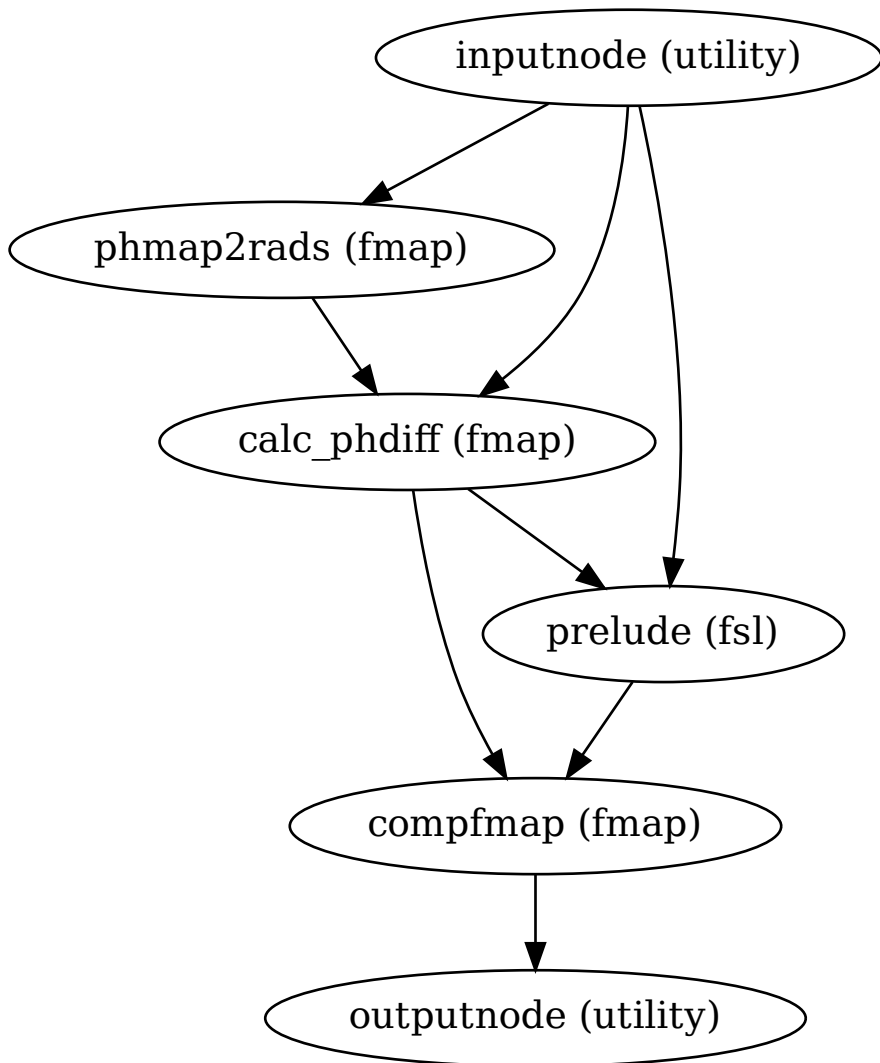 inputnode (utility)
phmap2rads (fmap)
calc_phdiff (fmap)
prelude (fsl)
compfmap (fmap)
outputnode (utility)